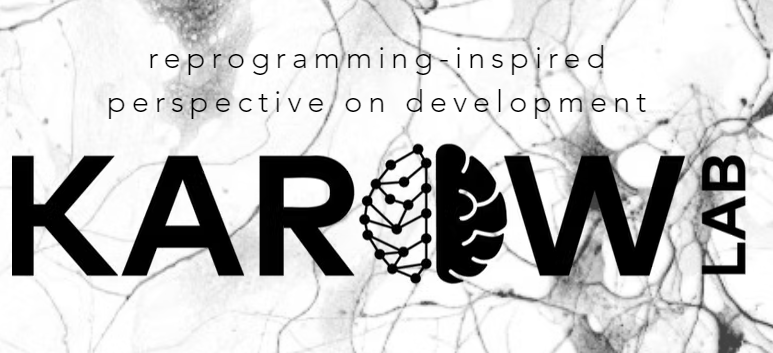 reprogramming-inspired
perspective on development
KAROW LAB